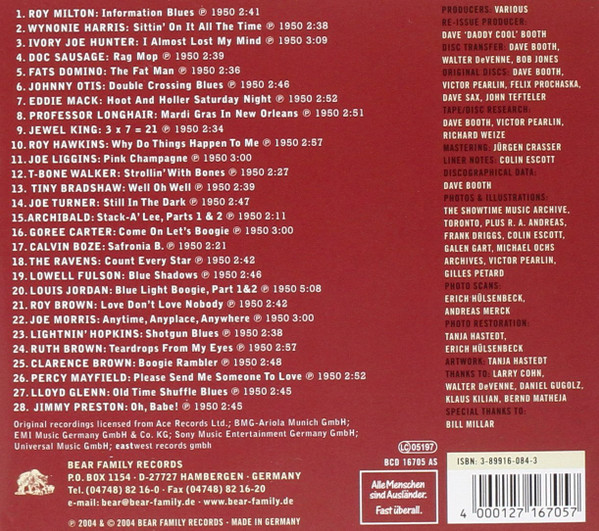 1. ROY MILTON: Information Blues ℗ 1950 2:41
2. WYNONIE HARRIS: Sittin' On It All The Time ℗ 1950 2:38
3. IVORY JOE HUNTER: I Almost Lost My Mind ℗ 1950 3:09
4. DOC SAUSAGE: Rag Mop ℗ 1950 2:39
5. FATS DOMINO: The Fat Man ℗ 1950 2:36
6. JOHNNY OTIS: Double Crossing Blues ℗ 1950 2:46
7. EDDIE MACK: Hoot And Holler Saturday Night ℗ 1950 2:52
8. PROFESSOR LONGHAIR: Mardi Gras In New Orleans ℗ 1950 2:51
9. JEWEL KING: 3 x 7 = 21 ℗ 1950 2:34
10. ROY HAWKINS: Why Do Things Happen To Me ℗ 1950 2:57
11. JOE LIGGINS: Pink Champagne ℗ 1950 3:00
12. T-BONE WALKER: Strollin' With Bones ℗ 1950 2:27
13. TINY BRADSHAW: Well Oh Well ℗ 1950 2:39
14. JOE TURNER: Still In The Dark ℗ 1950 2:47
15. ARCHIBALD: Stack-A' Lee, Parts 1 & 2 ℗ 1950 2:11
16. GOREE CARTER: Come On Let's Boogie ℗ 1950 3:00
17. CALVIN BOZE: Safronia B. ℗ 1950 2:21
18. THE RAVENS: Count Every Star ℗ 1950 2:42
19. LOWELL FULSON: Blue Shadows ℗ 1950 2:46
20. LOUIS JORDAN: Blue Light Boogie, Part 1&2 ℗ 1950 5:08
21. ROY BROWN: Love Don't Love Nobody ℗ 1950 2:42
22. JOE MORRIS: Anytime, Anyplace, Anywhere ℗ 1950 3:00
23. LIGHTNIN' HOPKINS: Shotgun Blues ℗ 1950 2:38
24. RUTH BROWN: Teardrops From My Eyes ℗ 1950 2:52
25. CLARENCE BROWN: Boogie Rambler ℗ 1950 2:48
26. PERCY MAYFIELD: Please Send Me Someone To Love ℗ 1950 2:52
27. LLOYD GLENN: Old Time Shuffle Blues ℗ 1950 2:45
28. JIMMY PRESTON: Oh, Babe! ℗ 1950 2:45
Original recordings licensed from Ace Records Ltd.; BMG-Ariola Munich GmbH;
EMI Music Germany GmbH & Co. KG; Sony Music Entertainment Germany GmbH;
Universal Music GmbH; eastwest records gmbh
BEAR FAMILY RECORDS
P.O. BOX 1154 - D-27727 HAMBERGEN - GERMANY
Tel. (04748) 82 16-0 - Fax (04748) 82 16-20
e-mail: bear@bear-family.de - www.bear-family.de
℗ 2004 & © 2004 BEAR FAMILY RECORDS - MADE IN GERMANY
LC 05197
BCD 16705 AS
Alle Menschen
sind Ausländer.
Fast überall.
PRODUCERS: VARIOUS
RE-ISSUE PRODUCER:
DAVE 'DADDY COOL' BOOTH
DISC TRANSFER: DAVE BOOTH,
WALTER DeVENNE, BOB JONES
ORIGINAL DISCS: DAVE BOOTH,
VICTOR PEARLIN, FELIX PROCHASKA,
DAVE SAX, JOHN TEFTELER
TAPE/DISC RESEARCH:
DAVE BOOTH, VICTOR PEARLIN,
RICHARD WEIZE
MASTERING: JÜRGEN CRASSER
LINER NOTES: COLIN ESCOTT
DISCOGRAPHICAL DATA:
DAVE BOOTH
PHOTOS & ILLUSTRATIONS:
THE SHOWTIME MUSIC ARCHIVE,
TORONTO, PLUS R. A. ANDREAS,
FRANK DRIGGS, COLIN ESCOTT,
GALEN GART, MICHAEL OCHS
ARCHIVES, VICTOR PEARLIN,
GILLES PETARD
PHOTO SCANS:
ERICH HÜLSENBECK,
ANDREAS MERCK
PHOTO RESTORATION:
TANJA HASTEDT,
ERICH HÜLSENBECK
ARTWORK: TANJA HASTEDT
THANKS TO: LARRY COHN,
WALTER DeVENNE, DANIEL GUGOLZ,
KLAUS KILIAN, BERND MATHEJA
SPECIAL THANKS TO:
BILL MILLAR
ISBN: 3-89916-084-3
4 000127 167057